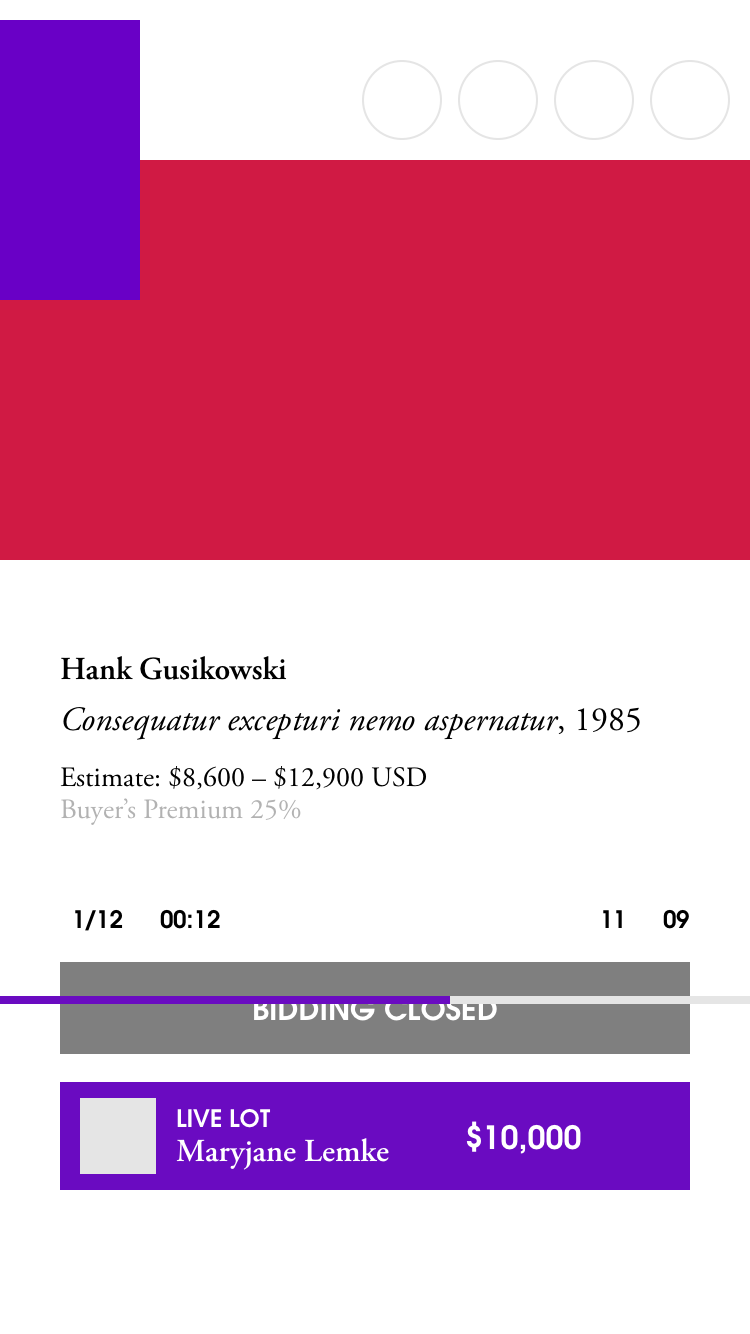 Hank Gusikowski
Consequatur excepturi nemo aspernatur, 1985
Estimate: $8,600 – $12,900 USD
Buyer’s Premium 25%
1/12 00:12 11 09
BIDDING CLOSED
LIVE LOT
Maryjane Lemke
$10,000